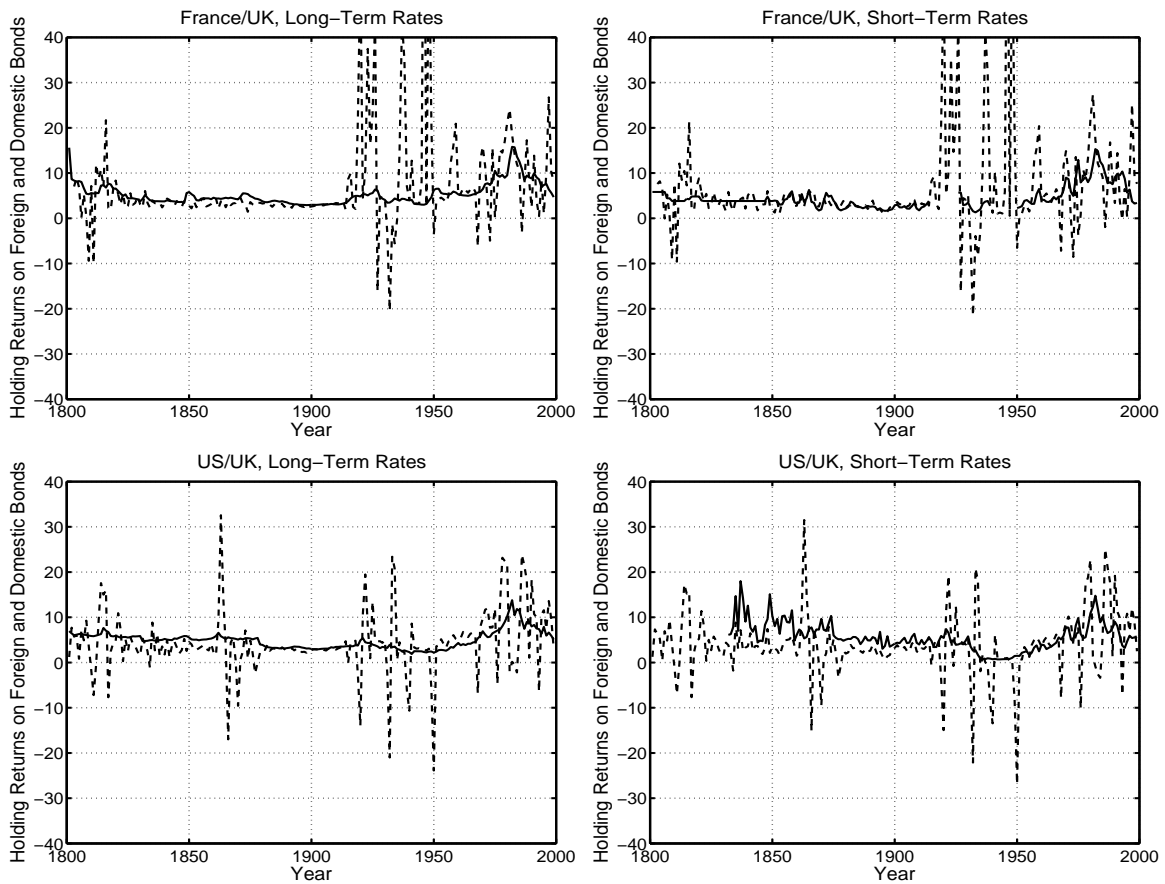 France/UK, Long−Term Rates
Holding Returns on Foreign and Domestic Bonds
40
30
20
10
0
−10
−20
−30
−40
1800 1850 1900 1950 2000
Year
France/UK, Short−Term Rates
Holding Returns on Foreign and Domestic Bonds
40
30
20
10
0
−10
−20
−30
−40
1800 1850 1900 1950 2000
Year
US/UK, Long−Term Rates
Holding Returns on Foreign and Domestic Bonds
40
30
20
10
0
−10
−20
−30
−40
1800 1850 1900 1950 2000
Year
US/UK, Short−Term Rates
Holding Returns on Foreign and Domestic Bonds
40
30
20
10
0
−10
−20
−30
−40
1800 1850 1900 1950 2000
Year